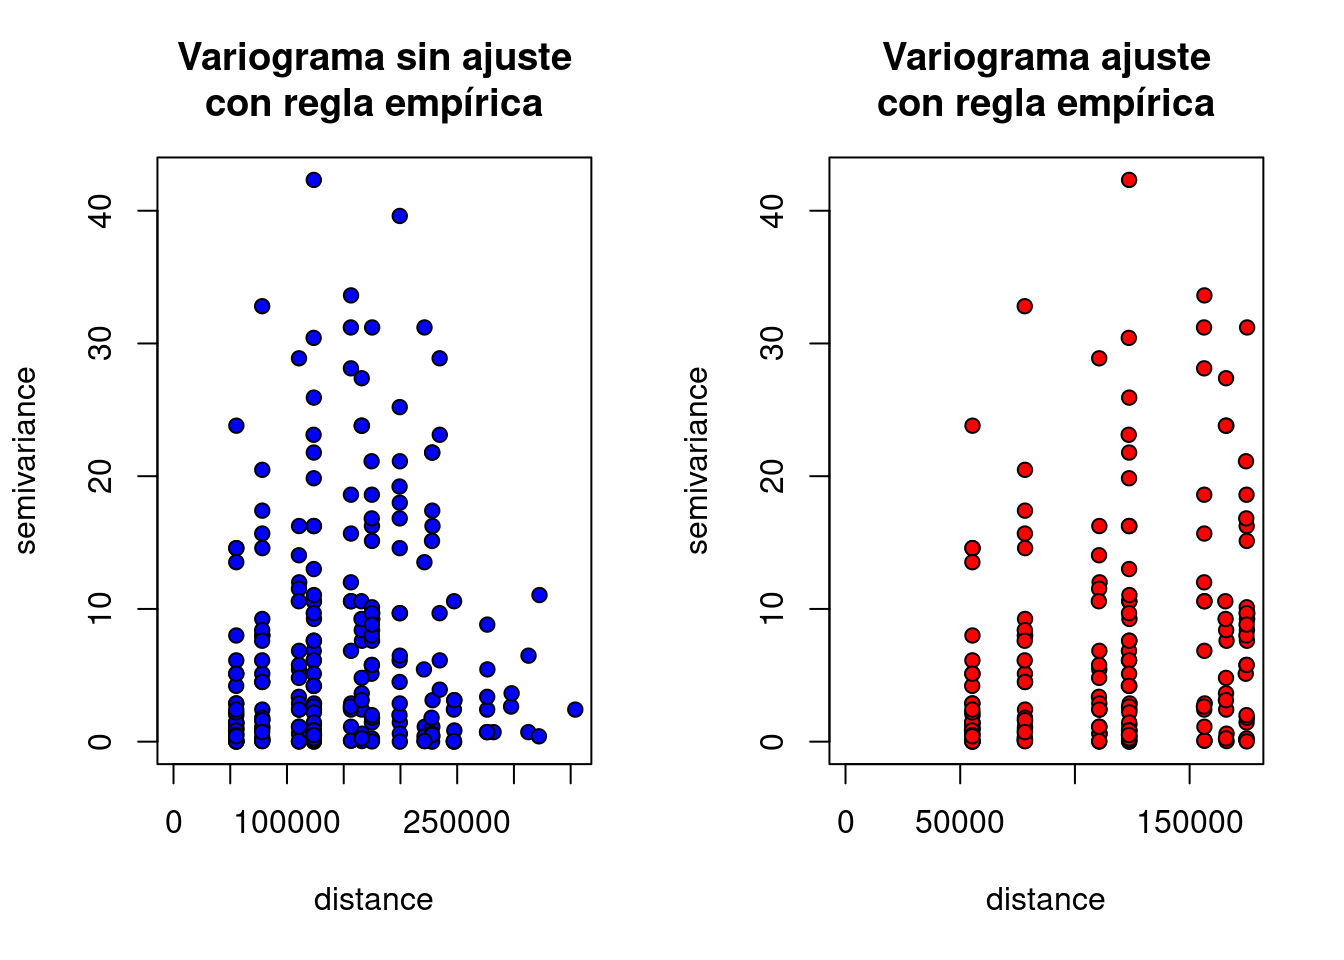 Variograma sin ajuste
con regla empírica
semivariance
40
30
20
10
0
0
100000
250000
distance
Variograma ajuste
con regla empírica
semivariance
40
30
20
10
0
0
50000
150000
distance